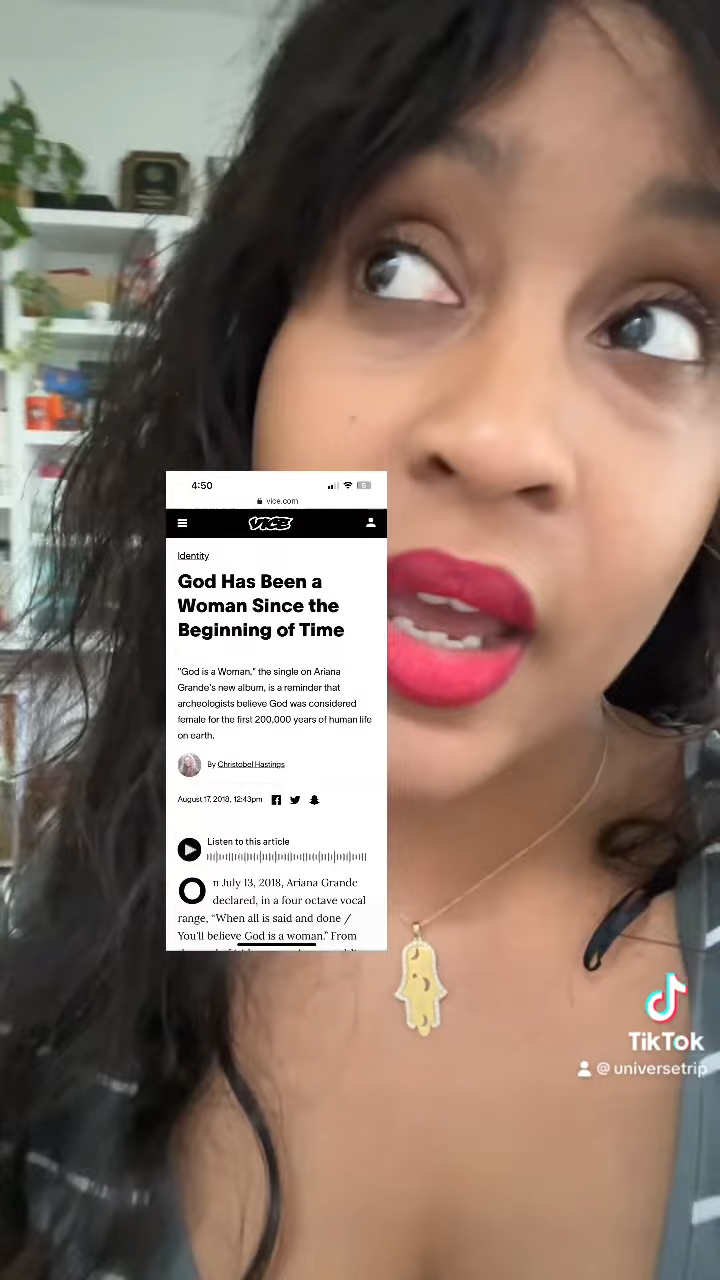 4:50
vice.com
VICE
Identity
God Has Been a
Woman Since the
Beginning of Time
"God is a Woman," the single on Ariana
Grande's new album, is a reminder that
archeologists believe God was considered
female for the first 200,000 years of human life
on earth.
By Christobel Hastings
August 17, 2018, 12:43pm
Listen to this article
On July 13, 2018, Ariana Grande
declared, in a four octave vocal
range, “When all is said and done /
You'll believe God is a woman.” From
TikTok
@universetrip